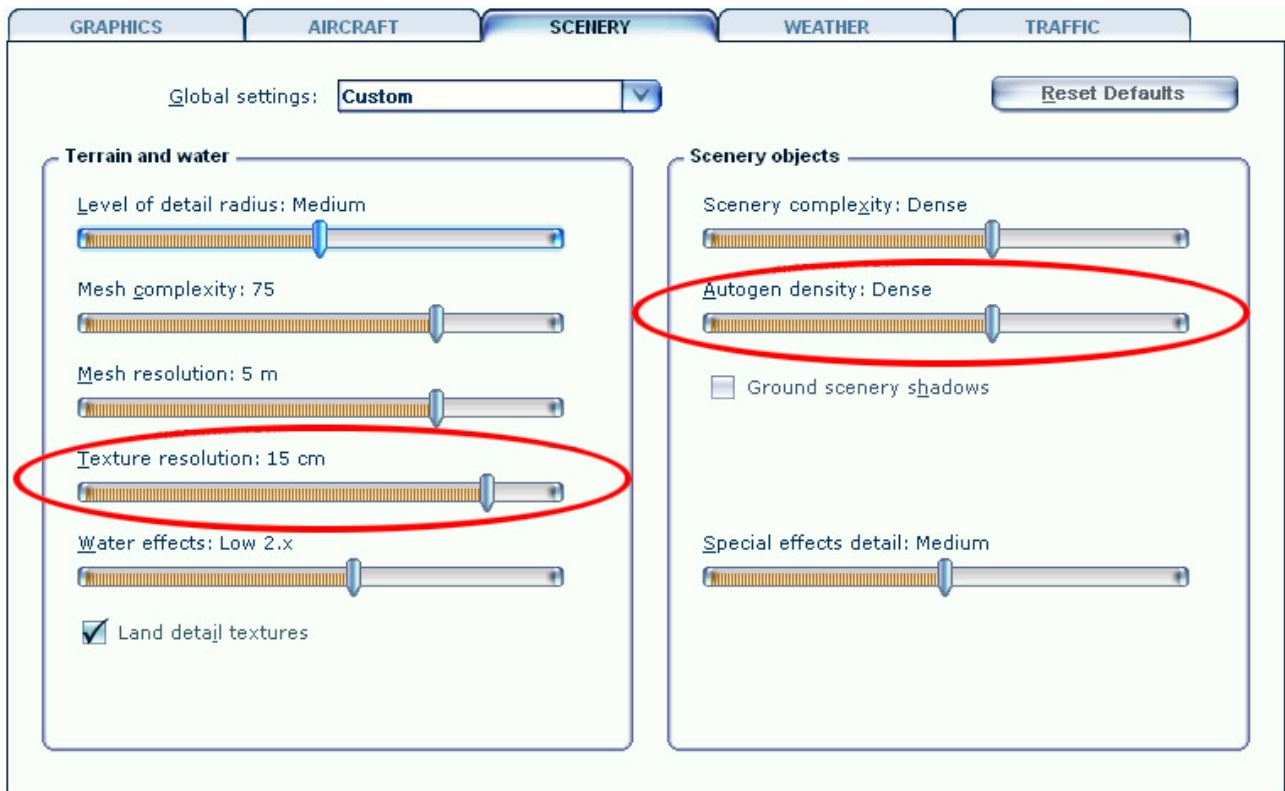 GRAPHICS AIRCRAFT SCENERY WEATHER TRAFFIC
Global settings: Custom Reset Defaults
Terrain and water
Level of detail radius: Medium
Mesh complexity: 75
Mesh resolution: 5 m
Texture resolution: 15 cm
Water effects: Low 2.x
Land detail textures
Scenery objects
Scenery complexity: Dense
Autogen density: Dense
Ground scenery shadows
Special effects detail: Medium